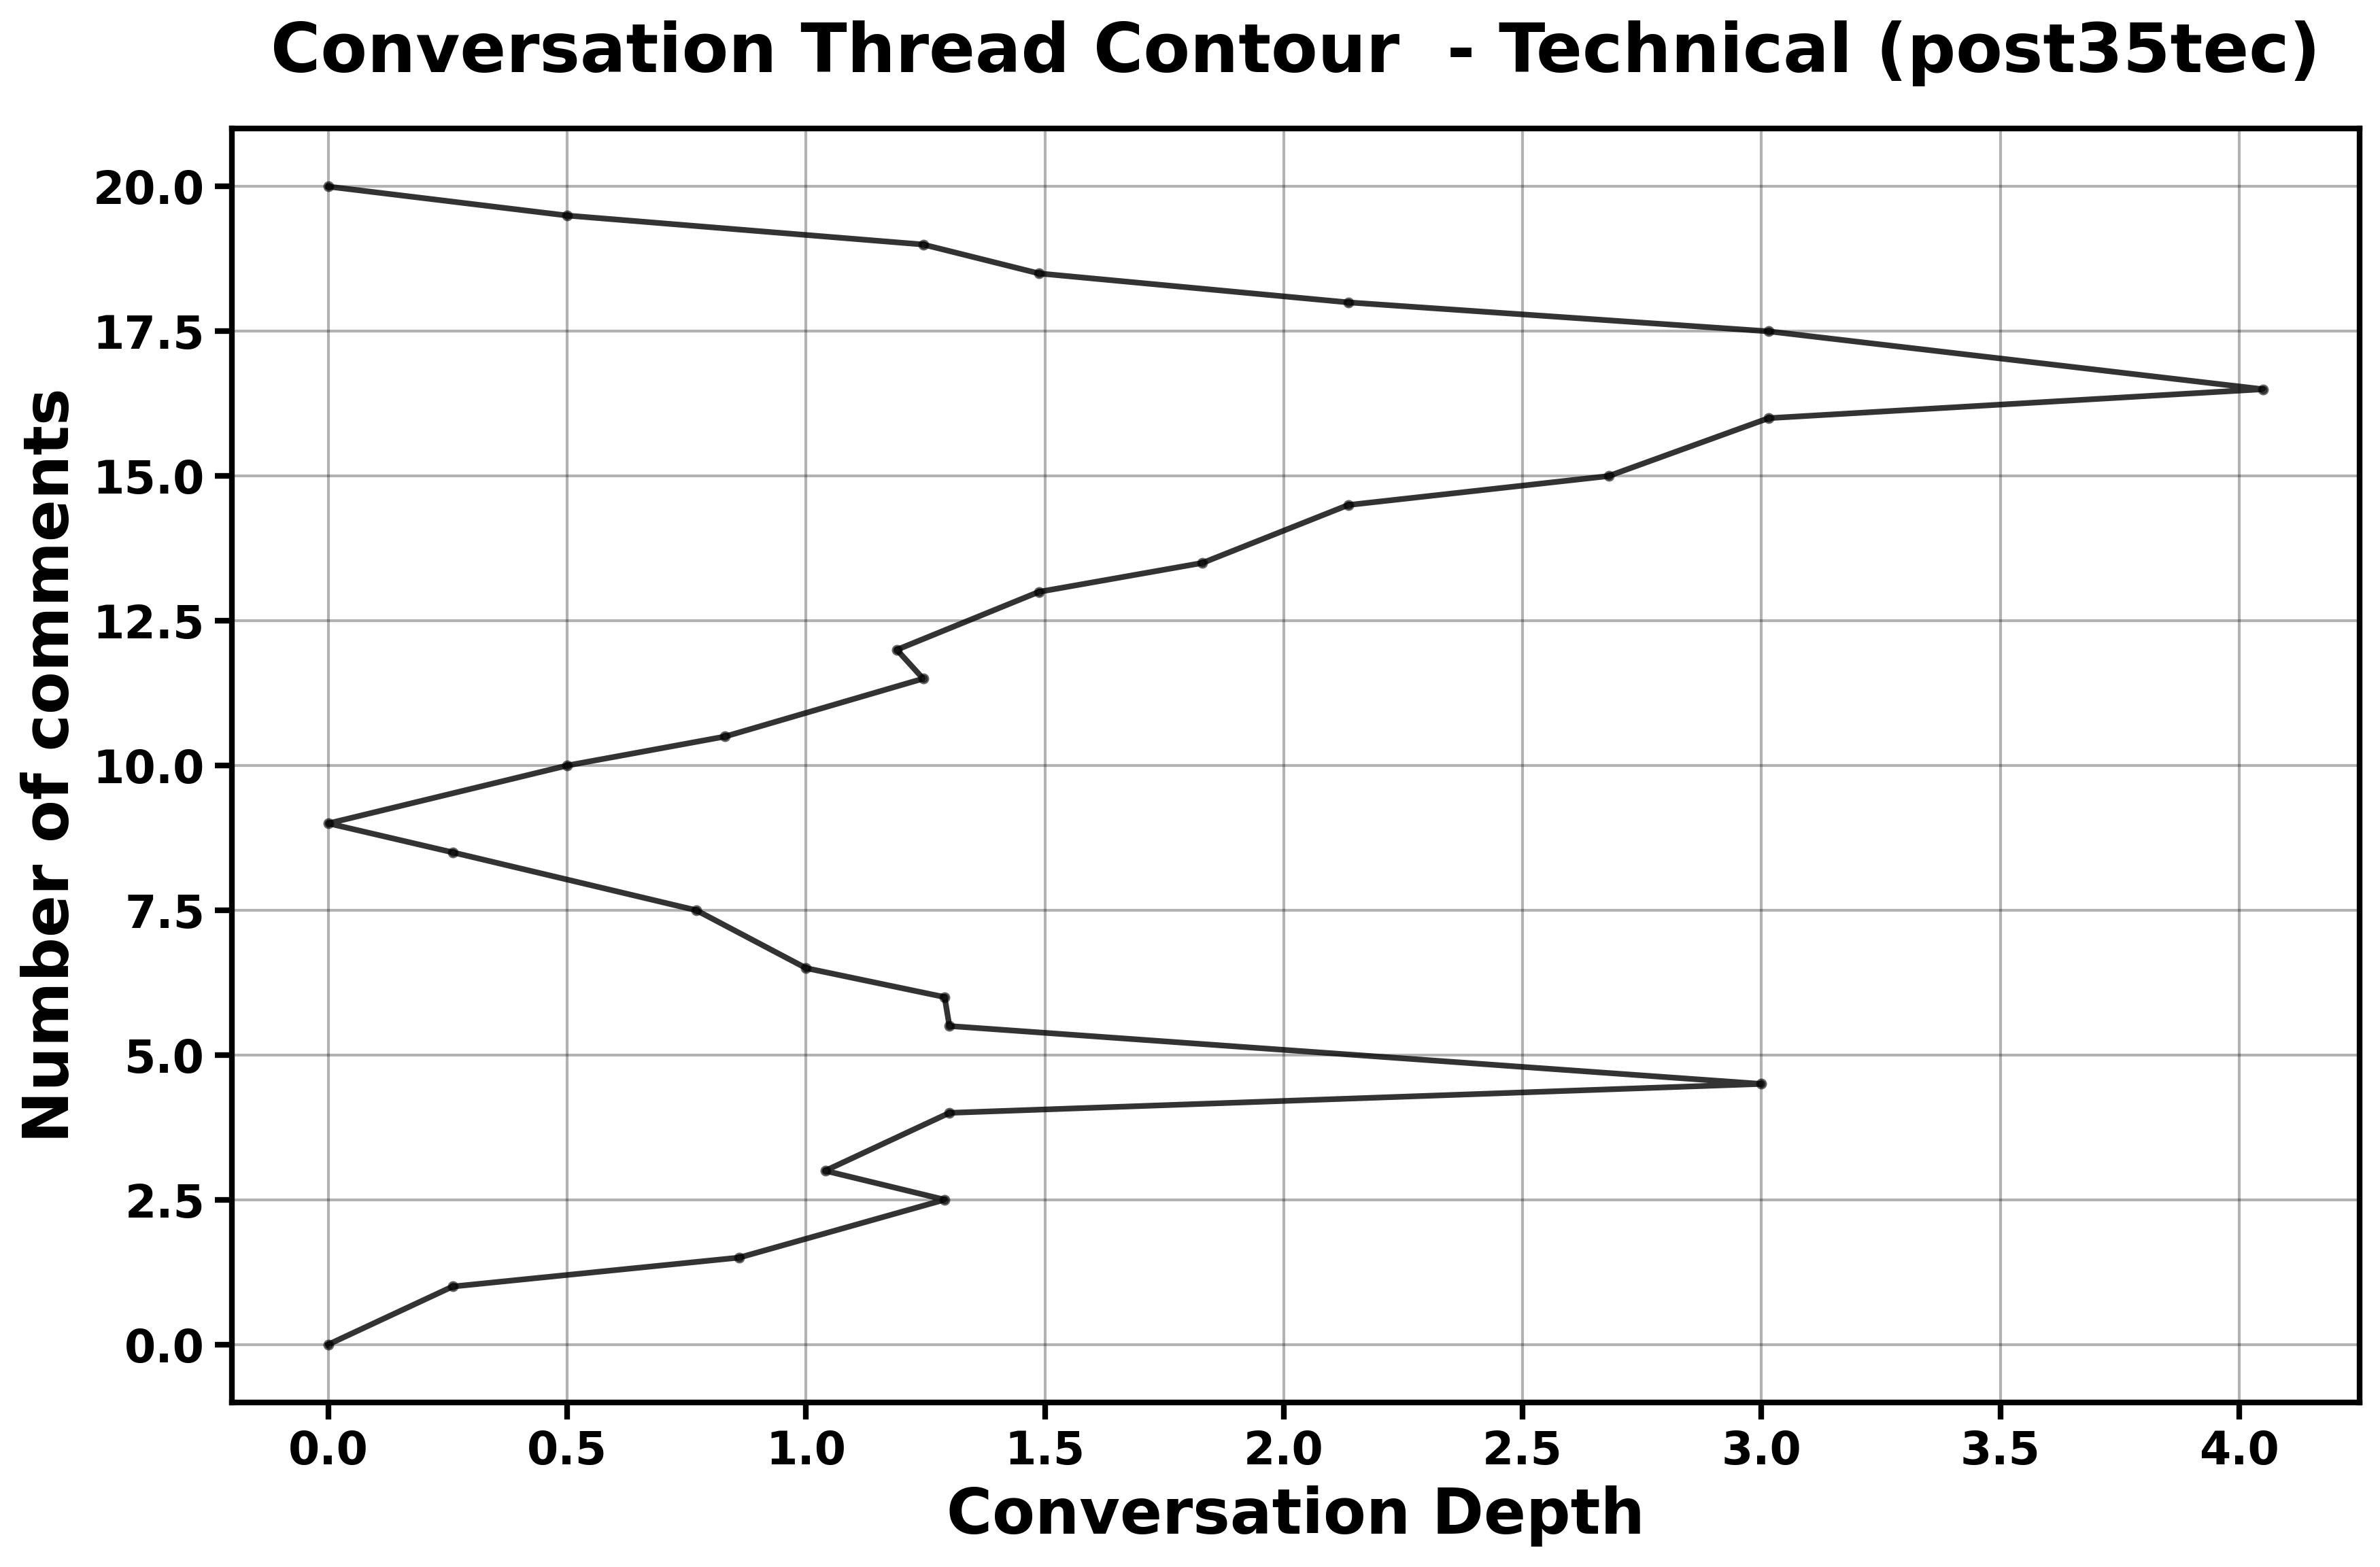 Conversation Thread Contour  - Technical (post35tec)
Number of comments
20.0
17.5
15.0
12.5
10.0
7.5
5.0
2.5
0.0
0.0 0.5 1.0 1.5 2.0 2.5 3.0 3.5 4.0
Conversation Depth